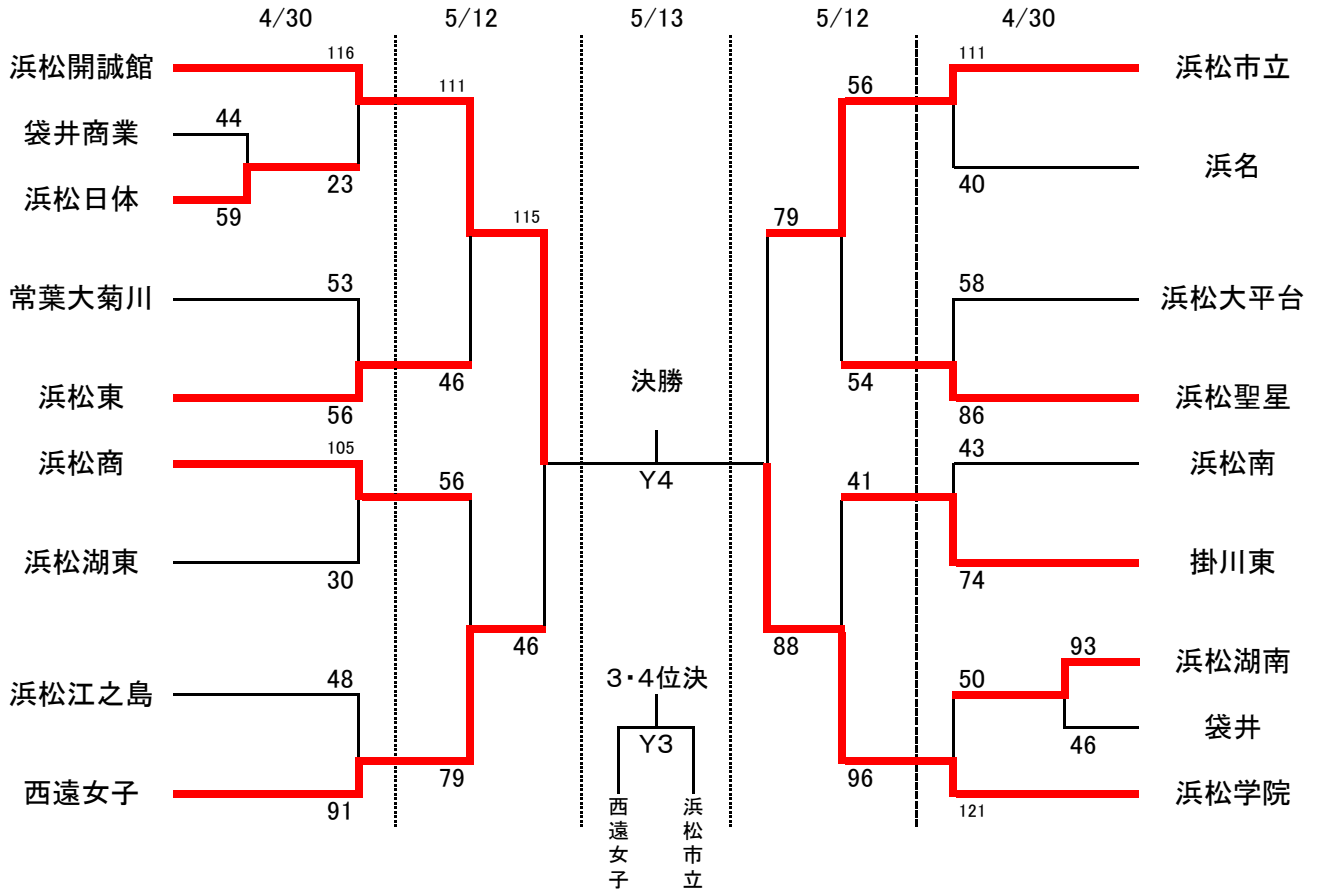 4/30
5/12
5/13
5/12
4/30
浜松開誠館
116
袋井商業
44
浜松日体
59
23
111
常葉大菊川
53
浜松東
56
46
115
浜松商
105
浜松湖東
30
56
浜松江之島
48
西遠女子
91
79
46
決勝
Y4
3・4位決
Y3
西遠女子
浜松市立
79
88
56
54
41
96
111
浜松市立
40
浜名
58
浜松大平台
86
浜松聖星
43
浜松南
74
掛川東
50
93
浜松湖南
46
袋井
121
浜松学院